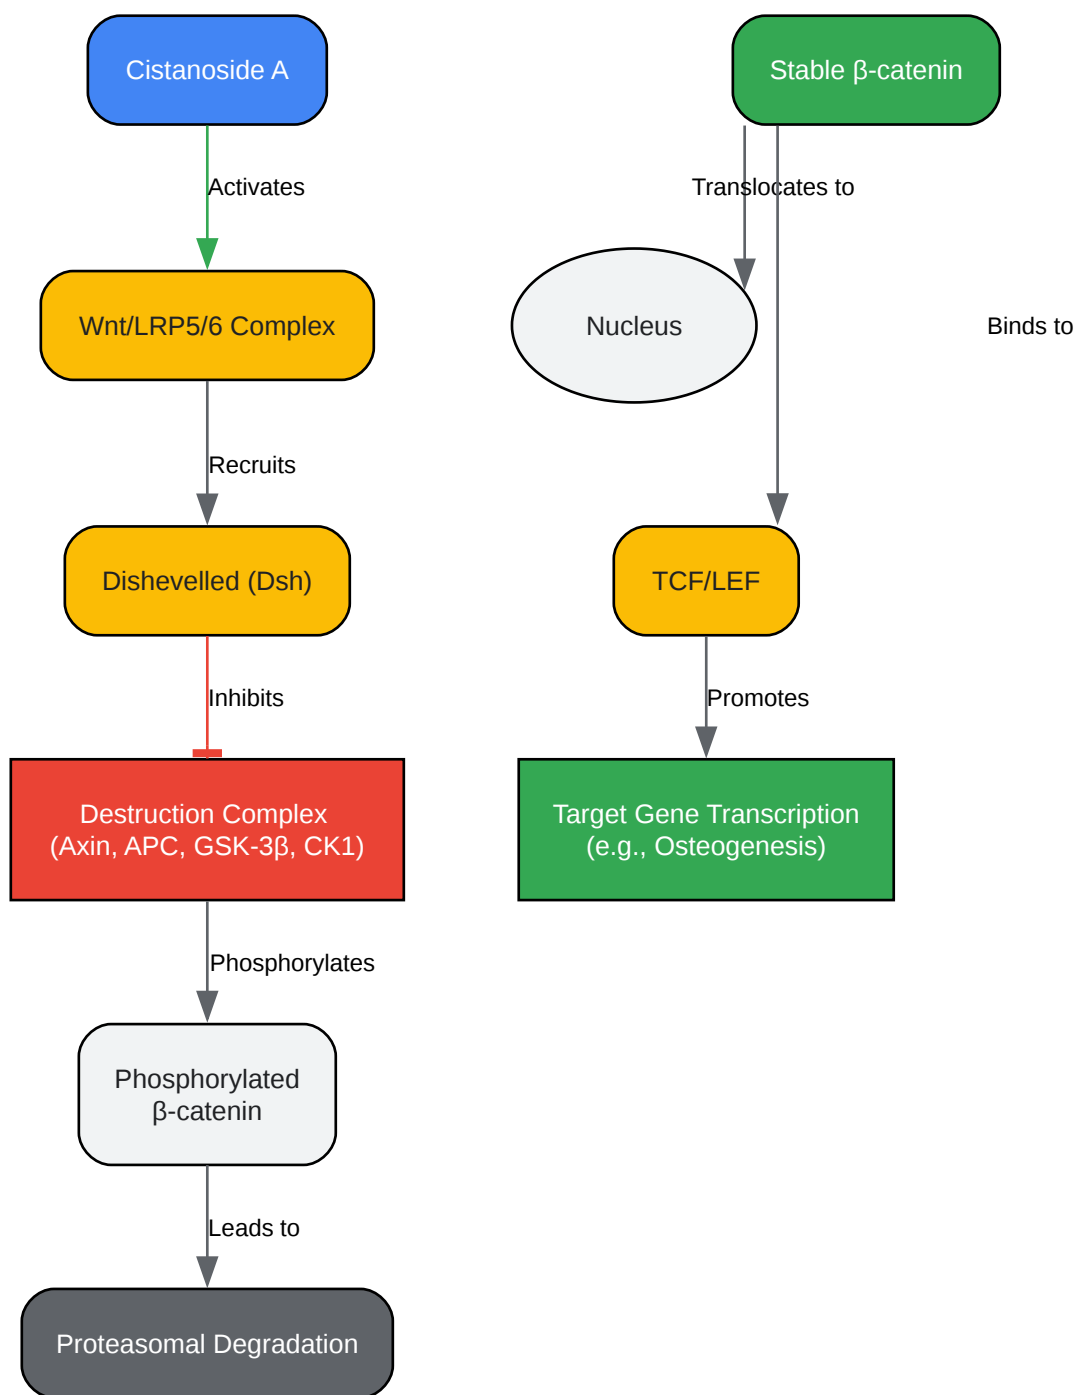 Cistanoside A
Activates
Wnt/LRP5/6 Complex
Recruits
Dishevelled (Dsh)
Inhibits
Destruction Complex
(Axin, APC, GSK-3β, CK1)
Phosphorylates
Phosphorylated
β-catenin
Leads to
Proteasomal Degradation
Stable β-catenin
Translocates to
Nucleus
Binds to
TCF/LEF
Promotes
Target Gene Transcription
(e.g., Osteogenesis)